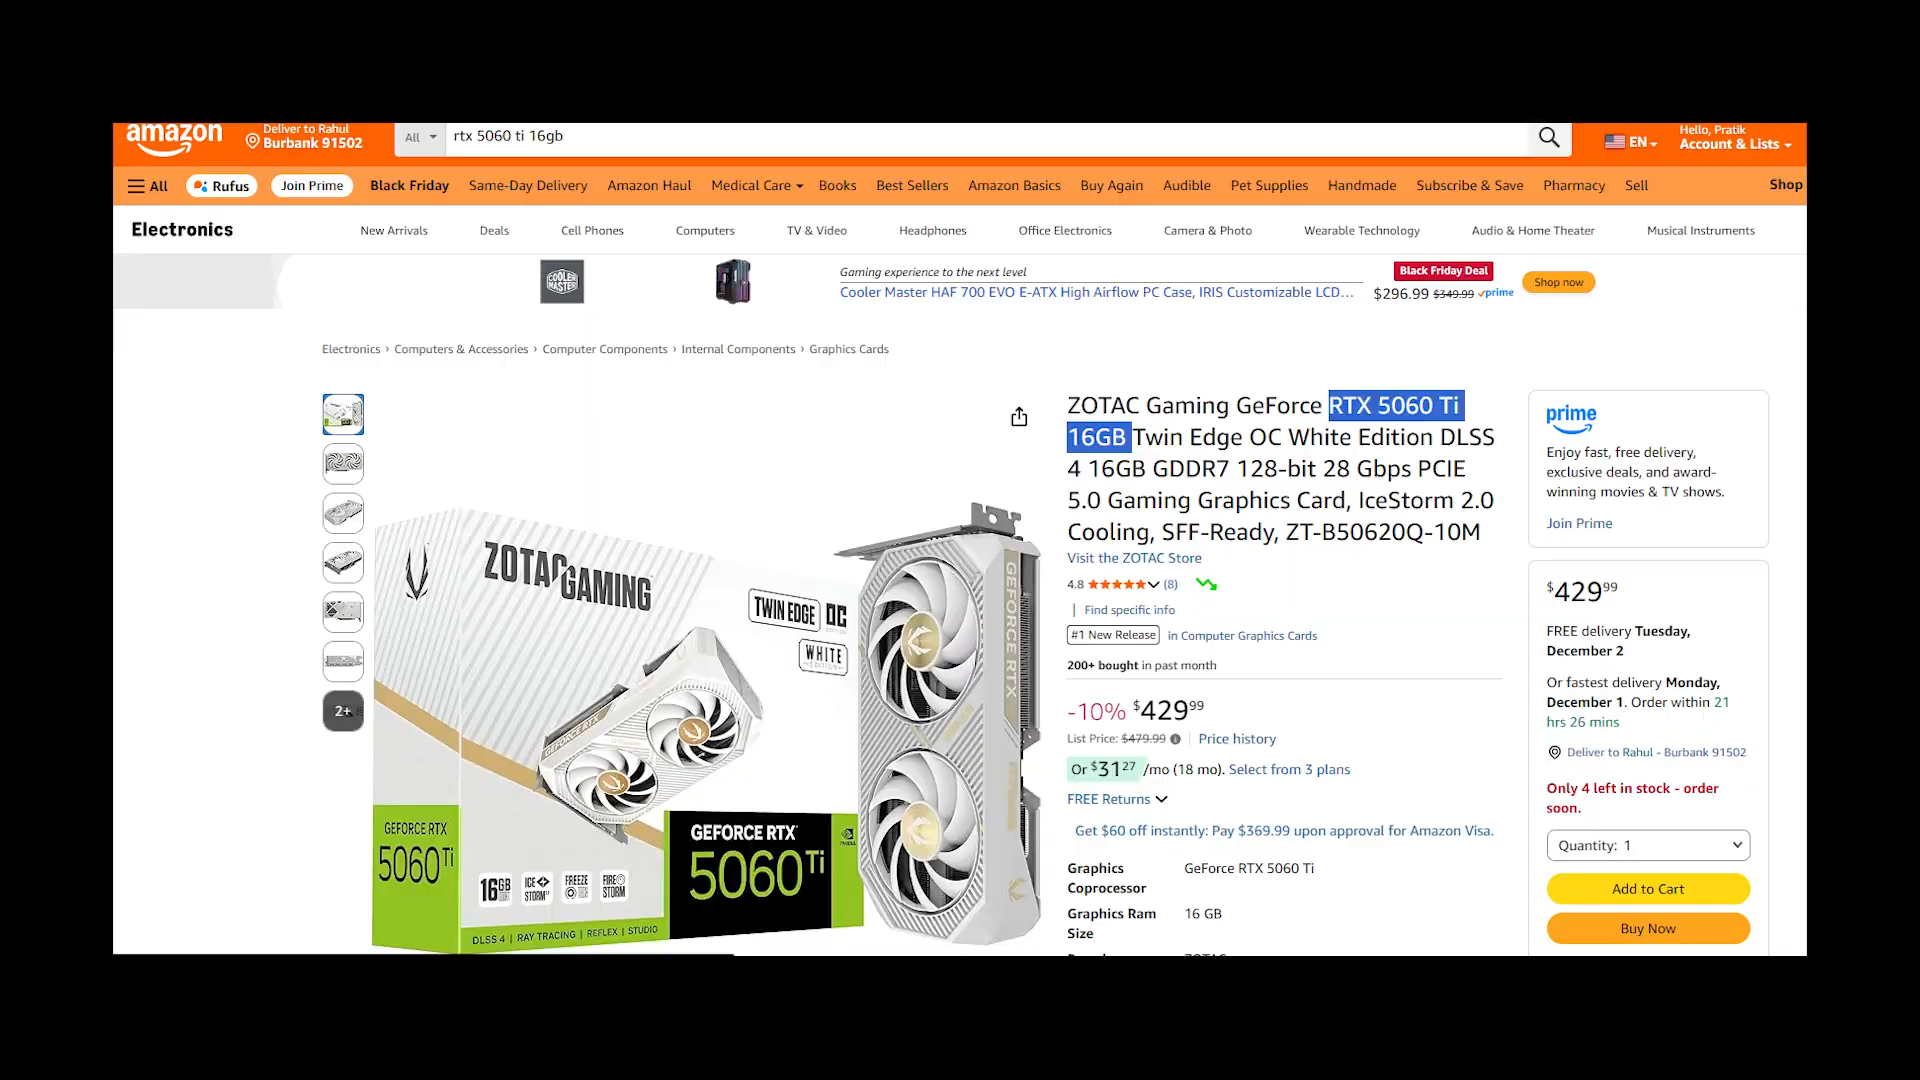 amazon
Deliver to Rahul
Burbank 91502
All
rtx 5060 ti 16gb
EN
Hello, Pratik
Account & Lists
All
Rufus
Join Prime
Black Friday
Same-Day Delivery
Amazon Haul
Medical Care
Books
Best Sellers
Amazon Basics
Buy Again
Audible
Pet Supplies
Handmade
Subscribe & Save
Pharmacy
Sell
Shop
Electronics
New Arrivals
Deals
Cell Phones
Computers
TV & Video
Headphones
Office Electronics
Camera & Photo
Wearable Technology
Audio & Home Theater
Musical Instruments
COOLER MASTER
Gaming experience to the next level
Cooler Master HAF 700 EVO E-ATX High Airflow PC Case, IRIS Customizable LCD...
Black Friday Deal
$296.99 $349.99 prime
Shop now
Electronics › Computers & Accessories › Computer Components › Internal Components › Graphics Cards
2+
ZOTAC GAMING
TWIN EDGE OC
WHITE
EDITION
GEFORCE RTX
5060 Ti
16GB
ICE STORM
FREEZE
FIRE STORM
DLSS 4 | RAY TRACING | REFLEX | STUDIO
GEFORCE RTX
5060 Ti
NVIDIA
GEFORCE RTX
GEFORCE RTX
ZOTAC Gaming GeForce RTX 5060 Ti
16GB Twin Edge OC White Edition DLSS
4 16GB GDDR7 128-bit 28 Gbps PCIE
5.0 Gaming Graphics Card, IceStorm 2.0
Cooling, SFF-Ready, ZT-B50620Q-10M
Visit the ZOTAC Store
4.8 (8)
| Find specific info
#1 New Release in Computer Graphics Cards
200+ bought in past month
-10% $429 99
List Price: $479.99 | Price history
Or $31 27 /mo (18 mo). Select from 3 plans
FREE Returns
Get $60 off instantly: Pay $369.99 upon approval for Amazon Visa.
Graphics Coprocessor
GeForce RTX 5060 Ti
Graphics Ram Size
16 GB
prime
Enjoy fast, free delivery,
exclusive deals, and award-
winning movies & TV shows.
Join Prime
$429 99
FREE delivery Tuesday,
December 2
Or fastest delivery Monday,
December 1. Order within 21
hrs 26 mins
Deliver to Rahul - Burbank 91502
Only 4 left in stock - order
soon.
Quantity: 1
Add to Cart
Buy Now